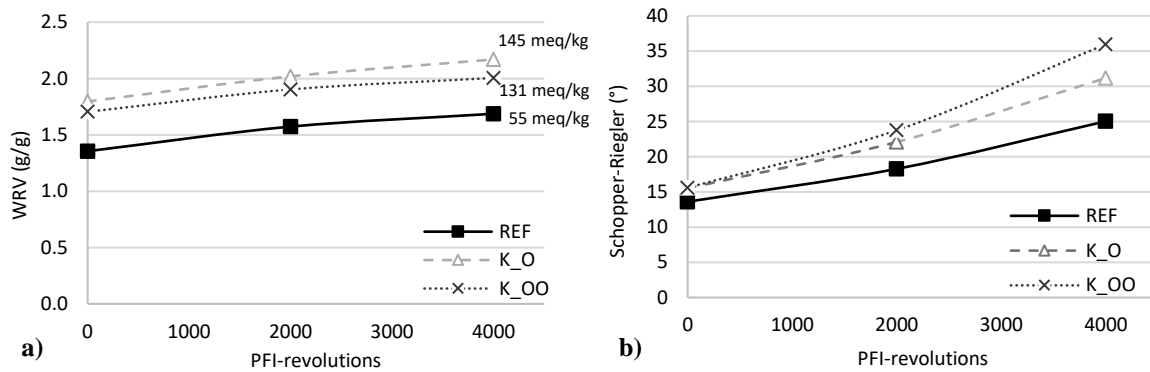 2.5
2.0
1.5
1.0
0.5
0.0
WRV (g/g)
145 meq/kg
131 meq/kg
55 meq/kg
REF
K_O
K_OO
0 1000 2000 3000 4000
PFI-revolutions
a)
40
35
30
25
20
15
10
5
0
Schopper-Riegler (°)
REF
K_O
K_OO
0 1000 2000 3000 4000
PFI-revolutions
b)